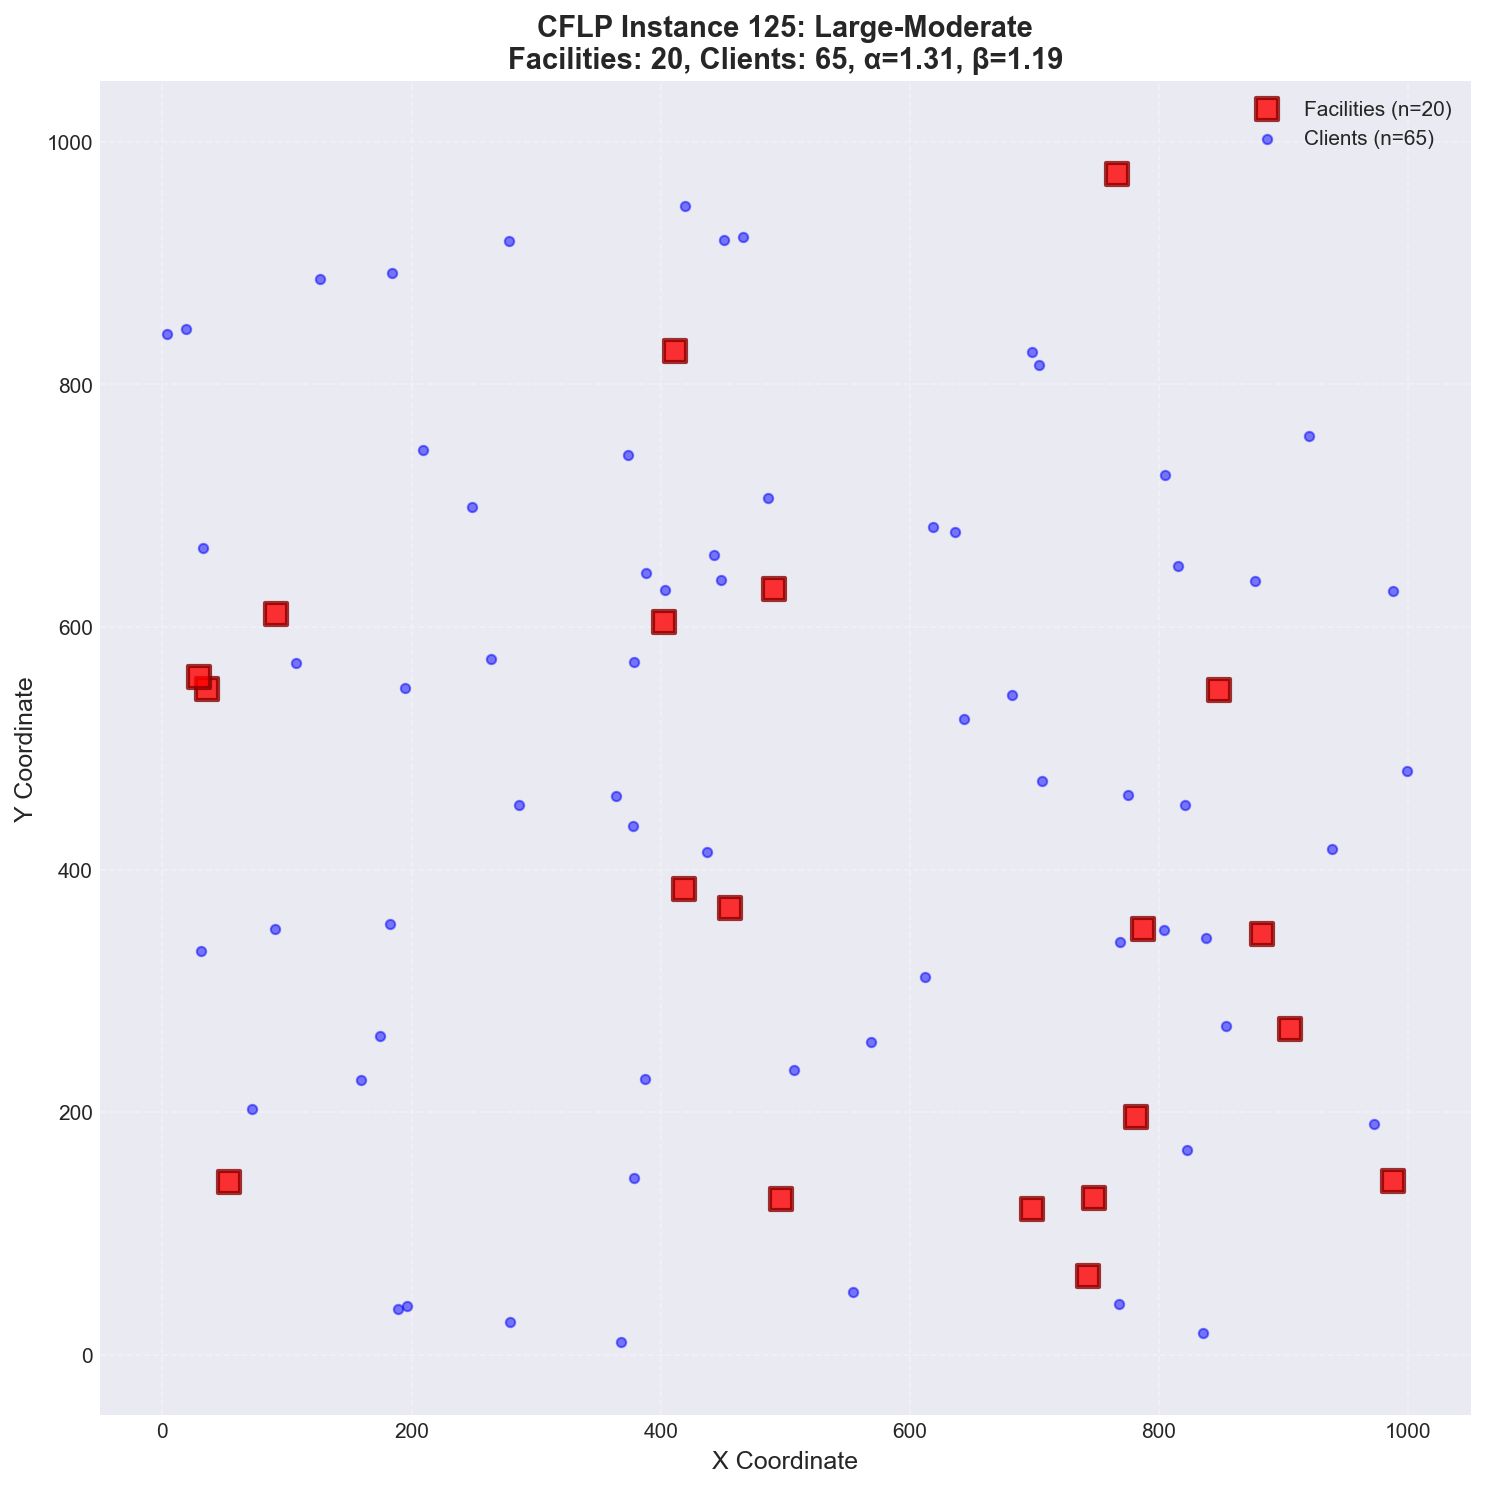 CFLP Instance 125: Large-Moderate
Facilities: 20, Clients: 65, α=1.31, β=1.19
Facilities (n=20)
Clients (n=65)
1000
800
600
400
200
0
Y Coordinate
0 200 400 600 800 1000
X Coordinate